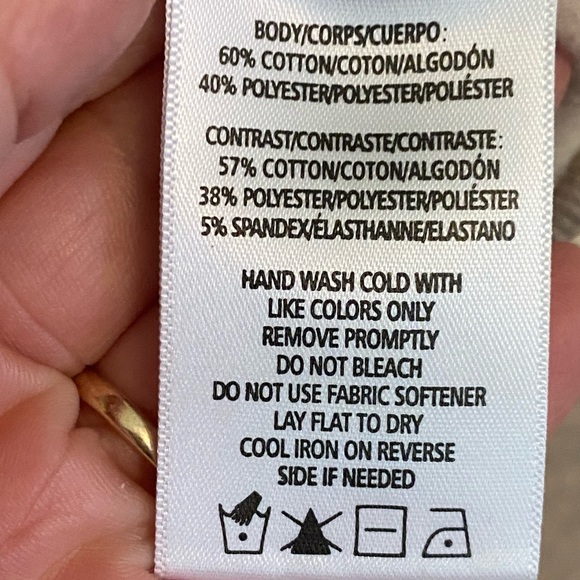 BODY/CORPS/CUERPO:
60% COTTON/COTON/ALGODÓN
40% POLYESTER/POLYESTER/POLIÉSTER
CONTRAST/CONTRASTE/CONTRASTE:
57% COTTON/COTON/ALGODÓN
38% POLYESTER/POLYESTER/POLIÉSTER
5% SPANDEX/ÉLASTHANNE/ELASTANO
HAND WASH COLD WITH
LIKE COLORS ONLY
REMOVE PROMPTLY
DO NOT BLEACH
DO NOT USE FABRIC SOFTENER
LAY FLAT TO DRY
COOL IRON ON REVERSE
SIDE IF NEEDED